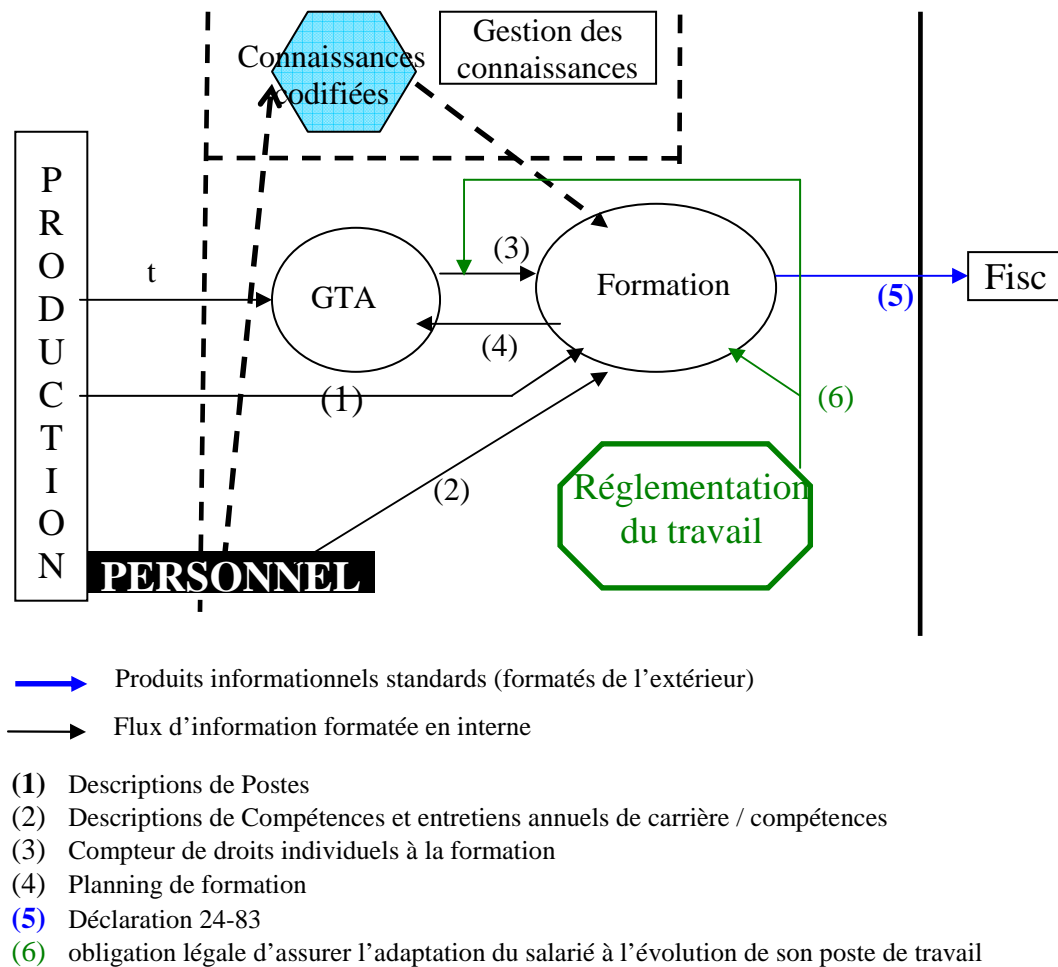 Gestion des
connaissances
Connaissances
codifiées
P
R
O
D
U
C
T
I
O
N
t
GTA
(3)
Formation
(4)
(5)
Fisc
(1)
(6)
(2)
Réglementation
du travail
PERSONNEL
Produits informationnels standards (formatés de l’extérieur)
Flux d’information formatée en interne
(1) Descriptions de Postes
(2) Descriptions de Compétences et entretiens annuels de carrière / compétences
(3) Compteur de droits individuels à la formation
(4) Planning de formation
(5) Déclaration 24-83
(6) obligation légale d’assurer l’adaptation du salarié à l’évolution de son poste de travail